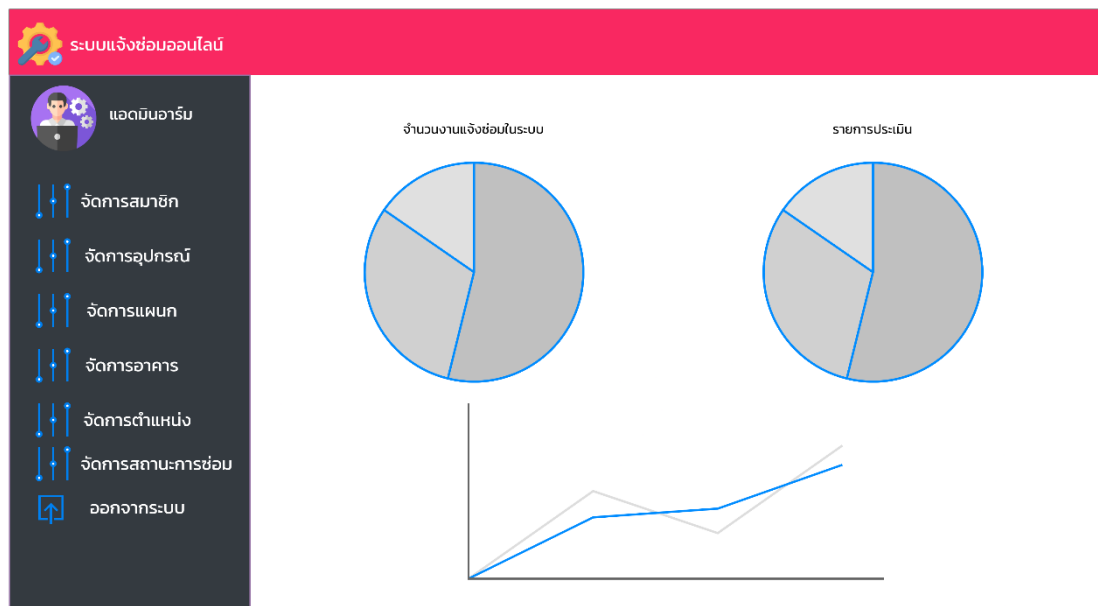 ระบบแจ้งซ่อมออนไลน์
แอดมินอาร์ม
จัดการสมาชิก
จัดการอุปกรณ์
จัดการแผนก
จัดการอาคาร
จัดการตำแหน่ง
จัดการสถานะการซ่อม
ออกจากระบบ
จำนวนงานแจ้งซ่อมในระบบ
รายการประเมิน